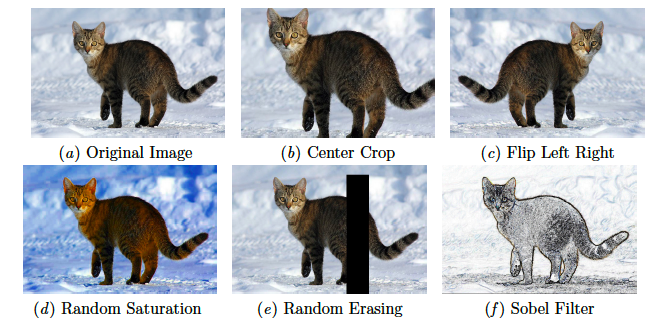 (a) Original Image
(b) Center Crop
(c) Flip Left Right
(d) Random Saturation
(e) Random Erasing
(f) Sobel Filter